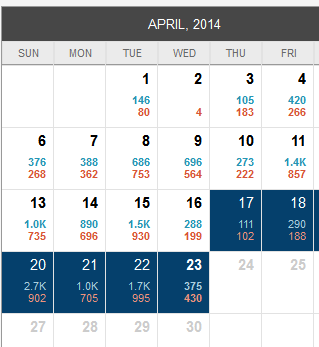 APRIL, 2014
SUN MON TUE WED THU FRI
1 2 3 4
146 105 420
80 4 183 266
6 7 8 9 10 11
376 388 686 696 273 1.4K
268 362 753 564 222 857
13 14 15 16 17 18
1.0K 890 1.5K 288 111 290
735 696 930 199 102 188
20 21 22 23 24 25
2.7K 1.0K 1.7K 375
902 705 995 430
27 28 29 30